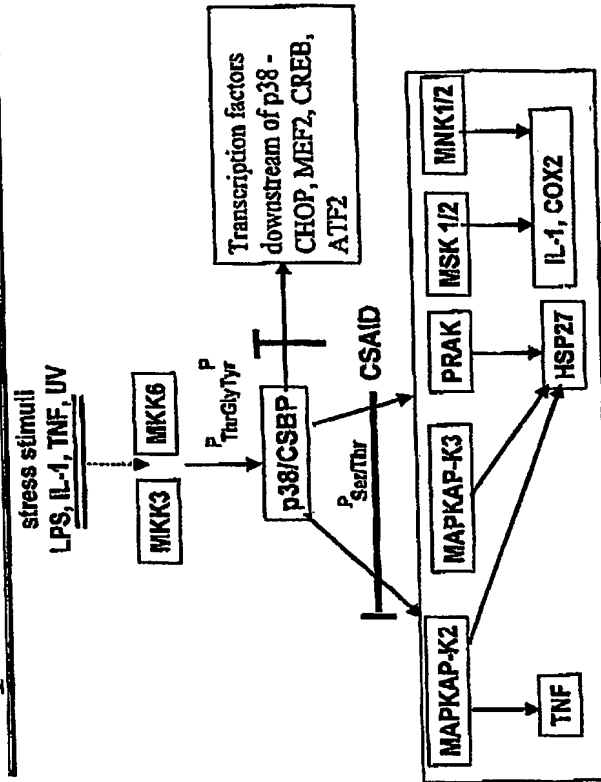 stress stimuli
LPS, IL-1, TNF, UV
MKK3
MKK6
P
ThrGlyTyr
P
p38/CSBP
Transcription factors
downstream of p38 -
CHOP, MEF2, CREB,
ATF2
P
Ser/Thr
CSAID
MAPKAP-K2
MAPKAP-K3
PRAK
MSK 1/2
MNK1/2
TNF
HSP27
IL-1, COX2